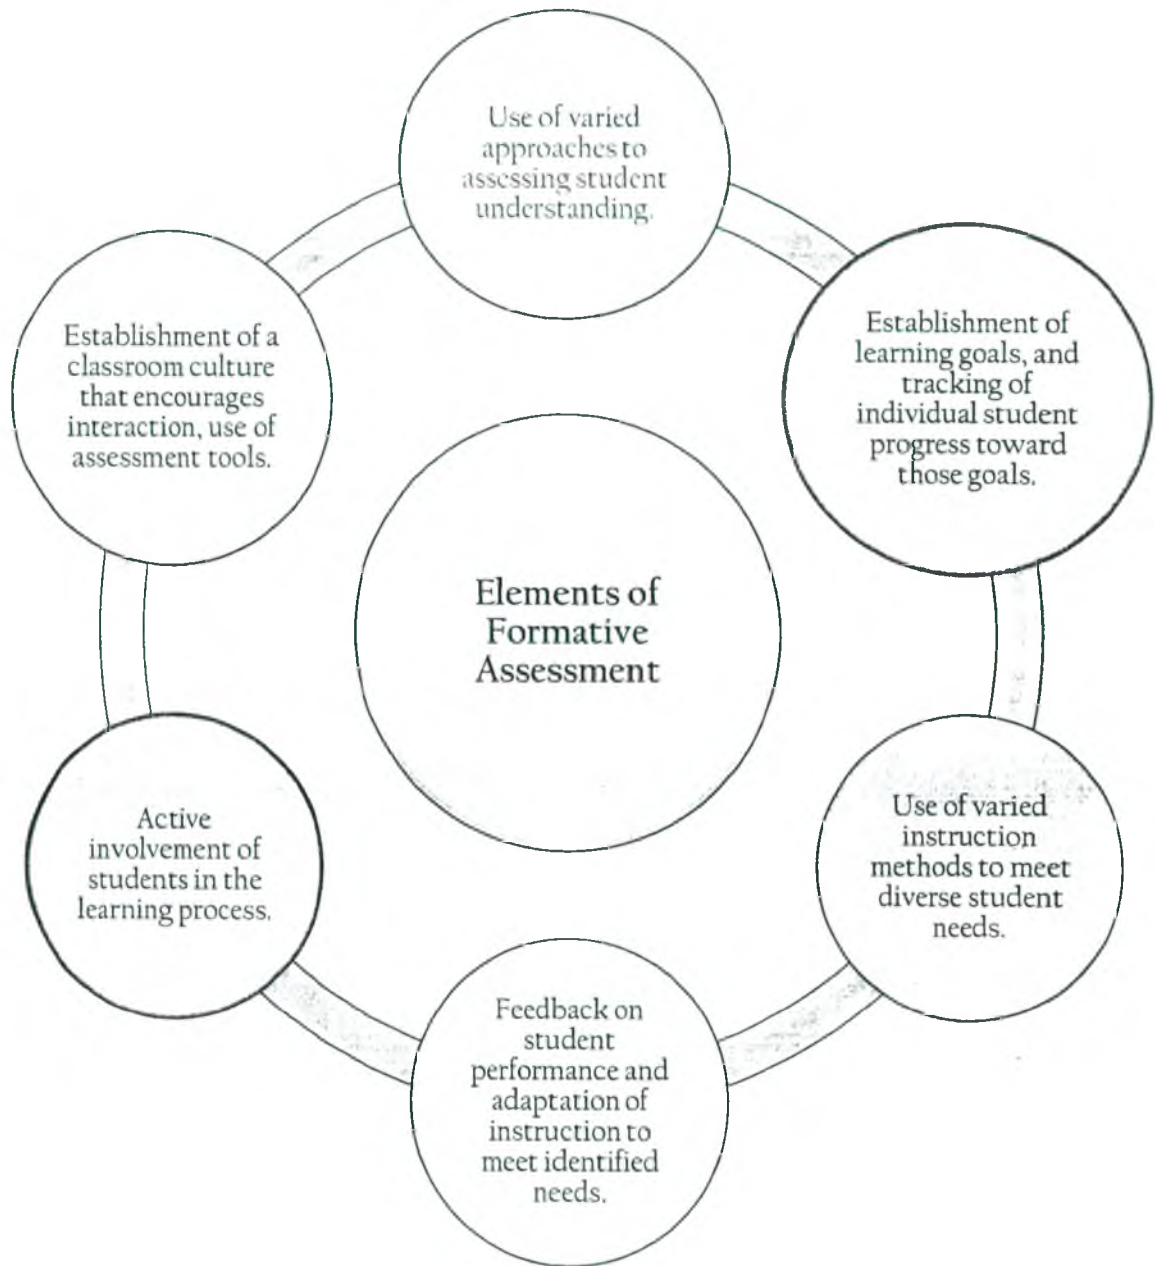 Use of varied
approaches to
assessing student
understanding.
Establishment of
learning goals, and
tracking of
individual student
progress toward
those goals.
Use of varied
instruction
methods to meet
diverse student
needs.
Feedback on
student
performance and
adaptation of
instruction to
meet identified
needs.
Active
involvement of
students in the
learning process.
Establishment of a
classroom culture
that encourages
interaction, use of
assessment tools.
Elements of
Formative
Assessment